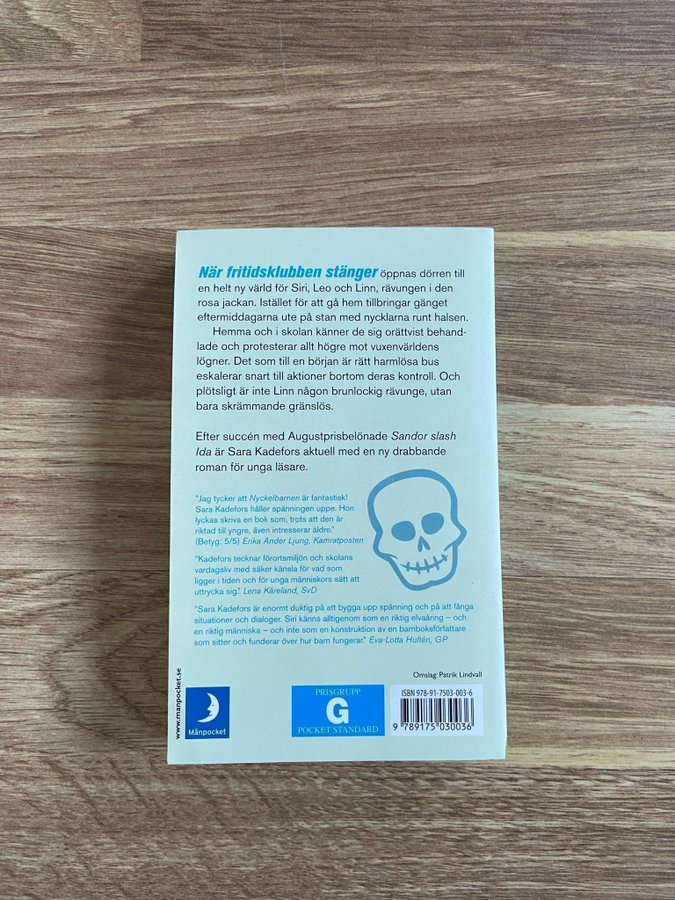 När fritidsklubben stänger öppnas dörren till
en helt ny värld för Siri, Leo och Linn, rävungen i den
rosa jackan. Istället för att gå hem tillbringar gänget
eftermiddagarna ute på stan med nycklarna runt halsen.
Hemma och i skolan känner de sig orättvist behand-
lade och protesterar allt högre mot vuxenvärldens
lögner. Det som till en början är rätt harmlösa bus
eskalerar snart till aktioner bortom deras kontroll. Och
plötsligt är inte Linn någon brunlockig rävunge, utan
bara skrämmande gränslös.
Efter succén med Augustprisbelönade Sandor slash
Ida är Sara Kadefors aktuell med en ny drabbande
roman för unga läsare.
"Jag tycker att Nyckelbarnen är fantastisk!
Sara Kadefors håller spänningen uppe. Hon
lyckas skriva en bok som, trots att den är
riktad till yngre, även intresserar äldre."
(Betyg: 5/5) Erika Ander Ljung, Kamratposten
"Kadefors tecknar förortsmiljön och skolans
vardagsliv med säker känsla för vad som
ligger i tiden och för unga människors sätt att
uttrycka sig." Lena Kåreland, SvD
"Sara Kadefors är enormt duktig på att bygga upp spänning och på att fånga
situationer och dialoger. Siri känns alltigenom som en riktig elvaåring – och
en riktig människa – och inte som en konstruktion av en barnboksförfattare
som sitter och funderar över hur barn fungerar." Eva-Lotta Hultén, GP
Omslag: Patrik Lindvall
www.manpocket.se
Månpocket
PRISGRUPP
G
POCKET STANDARD
ISBN 978-91-7503-003-6
9 789175 030036